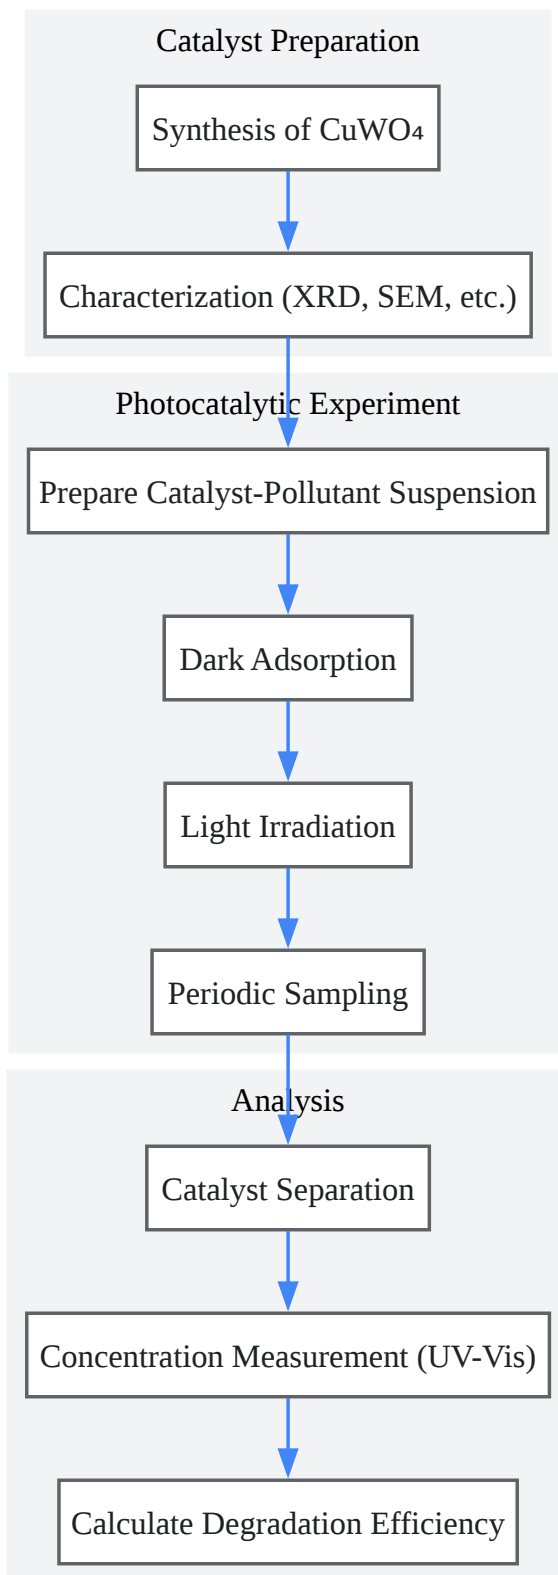 Catalyst Preparation
Synthesis of CuWO₄
Characterization (XRD, SEM, etc.)
Photocatalytic Experiment
Prepare Catalyst-Pollutant Suspension
Dark Adsorption
Light Irradiation
Periodic Sampling
Analysis
Catalyst Separation
Concentration Measurement (UV-Vis)
Calculate Degradation Efficiency